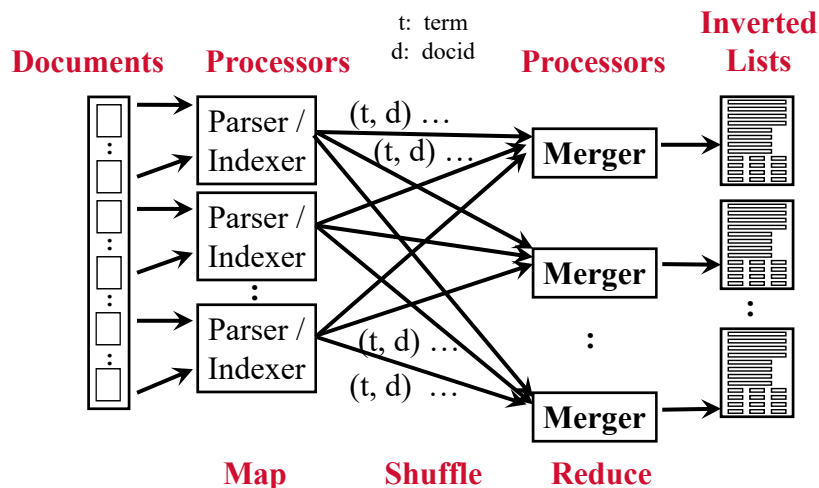 t: term
d: docid
Documents
Processors
Processors
Inverted
Lists
Parser /
Indexer
(t, d) …
(t, d) …
Merger
:
Parser /
Indexer
:
Merger
:
:
Parser /
Indexer
:
(t, d) …
(t, d) …
:
Merger
:
Map
Shuffle
Reduce